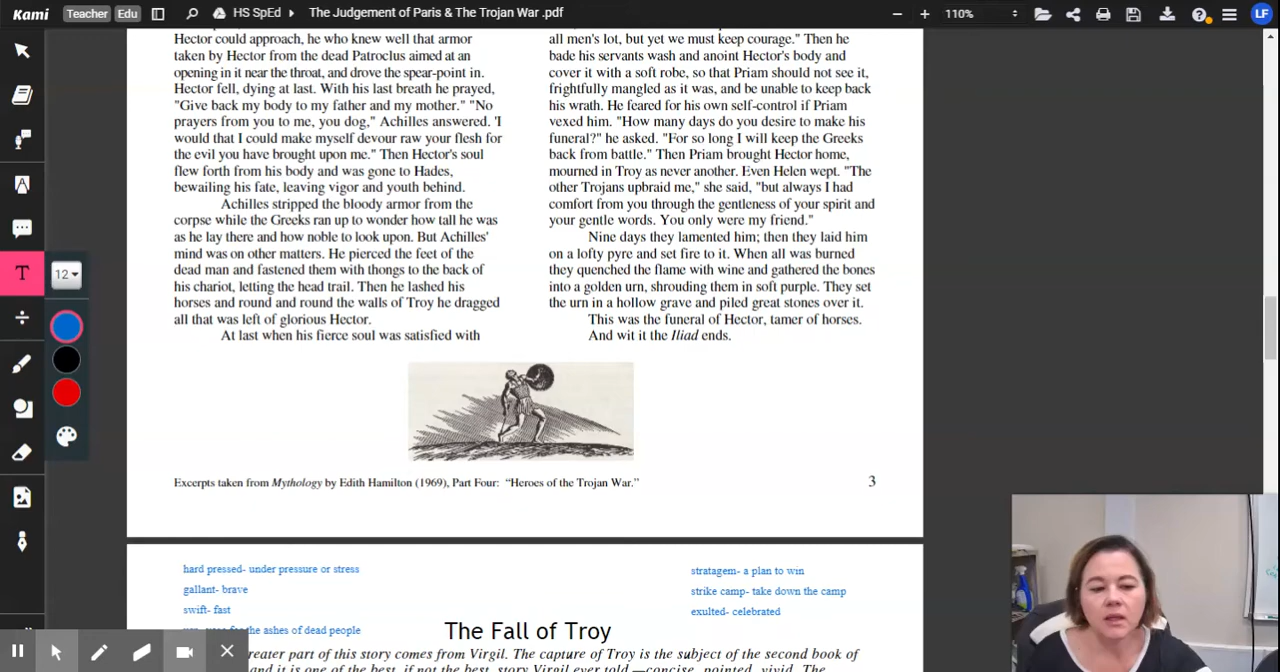 Kami
Teacher
Edu
HS SpEd
The Judgement of Paris & The Trojan War .pdf
110%
LF
12
Hector could approach, he who knew well that armor
taken by Hector from the dead Patroclus aimed at an
opening in it near the throat, and drove the spear-point in.
Hector fell, dying at last. With his last breath he prayed,
"Give back my body to my father and my mother." "No
prayers from you to me, you dog," Achilles answered. 'I
would that I could make myself devour raw your flesh for
the evil you have brought upon me." Then Hector's soul
flew forth from his body and was gone to Hades,
bewailing his fate, leaving vigor and youth behind.
Achilles stripped the bloody armor from the
corpse while the Greeks ran up to wonder how tall he was
as he lay there and how noble to look upon. But Achilles'
mind was on other matters. He pierced the feet of the
dead man and fastened them with thongs to the back of
his chariot, letting the head trail. Then he lashed his
horses and round and round the walls of Troy he dragged
all that was left of glorious Hector.
At last when his fierce soul was satisfied with
all men's lot, but yet we must keep courage." Then he
bade his servants wash and anoint Hector's body and
cover it with a soft robe, so that Priam should not see it,
frightfully mangled as it was, and be unable to keep back
his wrath. He feared for his own self-control if Priam
vexed him. "How many days do you desire to make his
funeral?" he asked. "For so long I will keep the Greeks
back from battle." Then Priam brought Hector home,
mourned in Troy as never another. Even Helen wept. "The
other Trojans upbraid me," she said, "but always I had
comfort from you through the gentleness of your spirit and
your gentle words. You only were my friend."
Nine days they lamented him; then they laid him
on a lofty pyre and set fire to it. When all was burned
they quenched the flame with wine and gathered the bones
into a golden urn, shrouding them in soft purple. They set
the urn in a hollow grave and piled great stones over it.
This was the funeral of Hector, tamer of horses.
And wit it the Iliad ends.
Excerpts taken from Mythology by Edith Hamilton (1969), Part Four: “Heroes of the Trojan War.”
3
hard pressed- under pressure or stress
gallant- brave
swift- fast
for the ashes of dead people
stratagem- a plan to win
strike camp- take down the camp
exulted- celebrated
The Fall of Troy
reater part of this story comes from Virgil. The capture of Troy is the subject of the second book of
and it is one of the best, if not the best, story Virgil ever told—concise, pointed, vivid. The